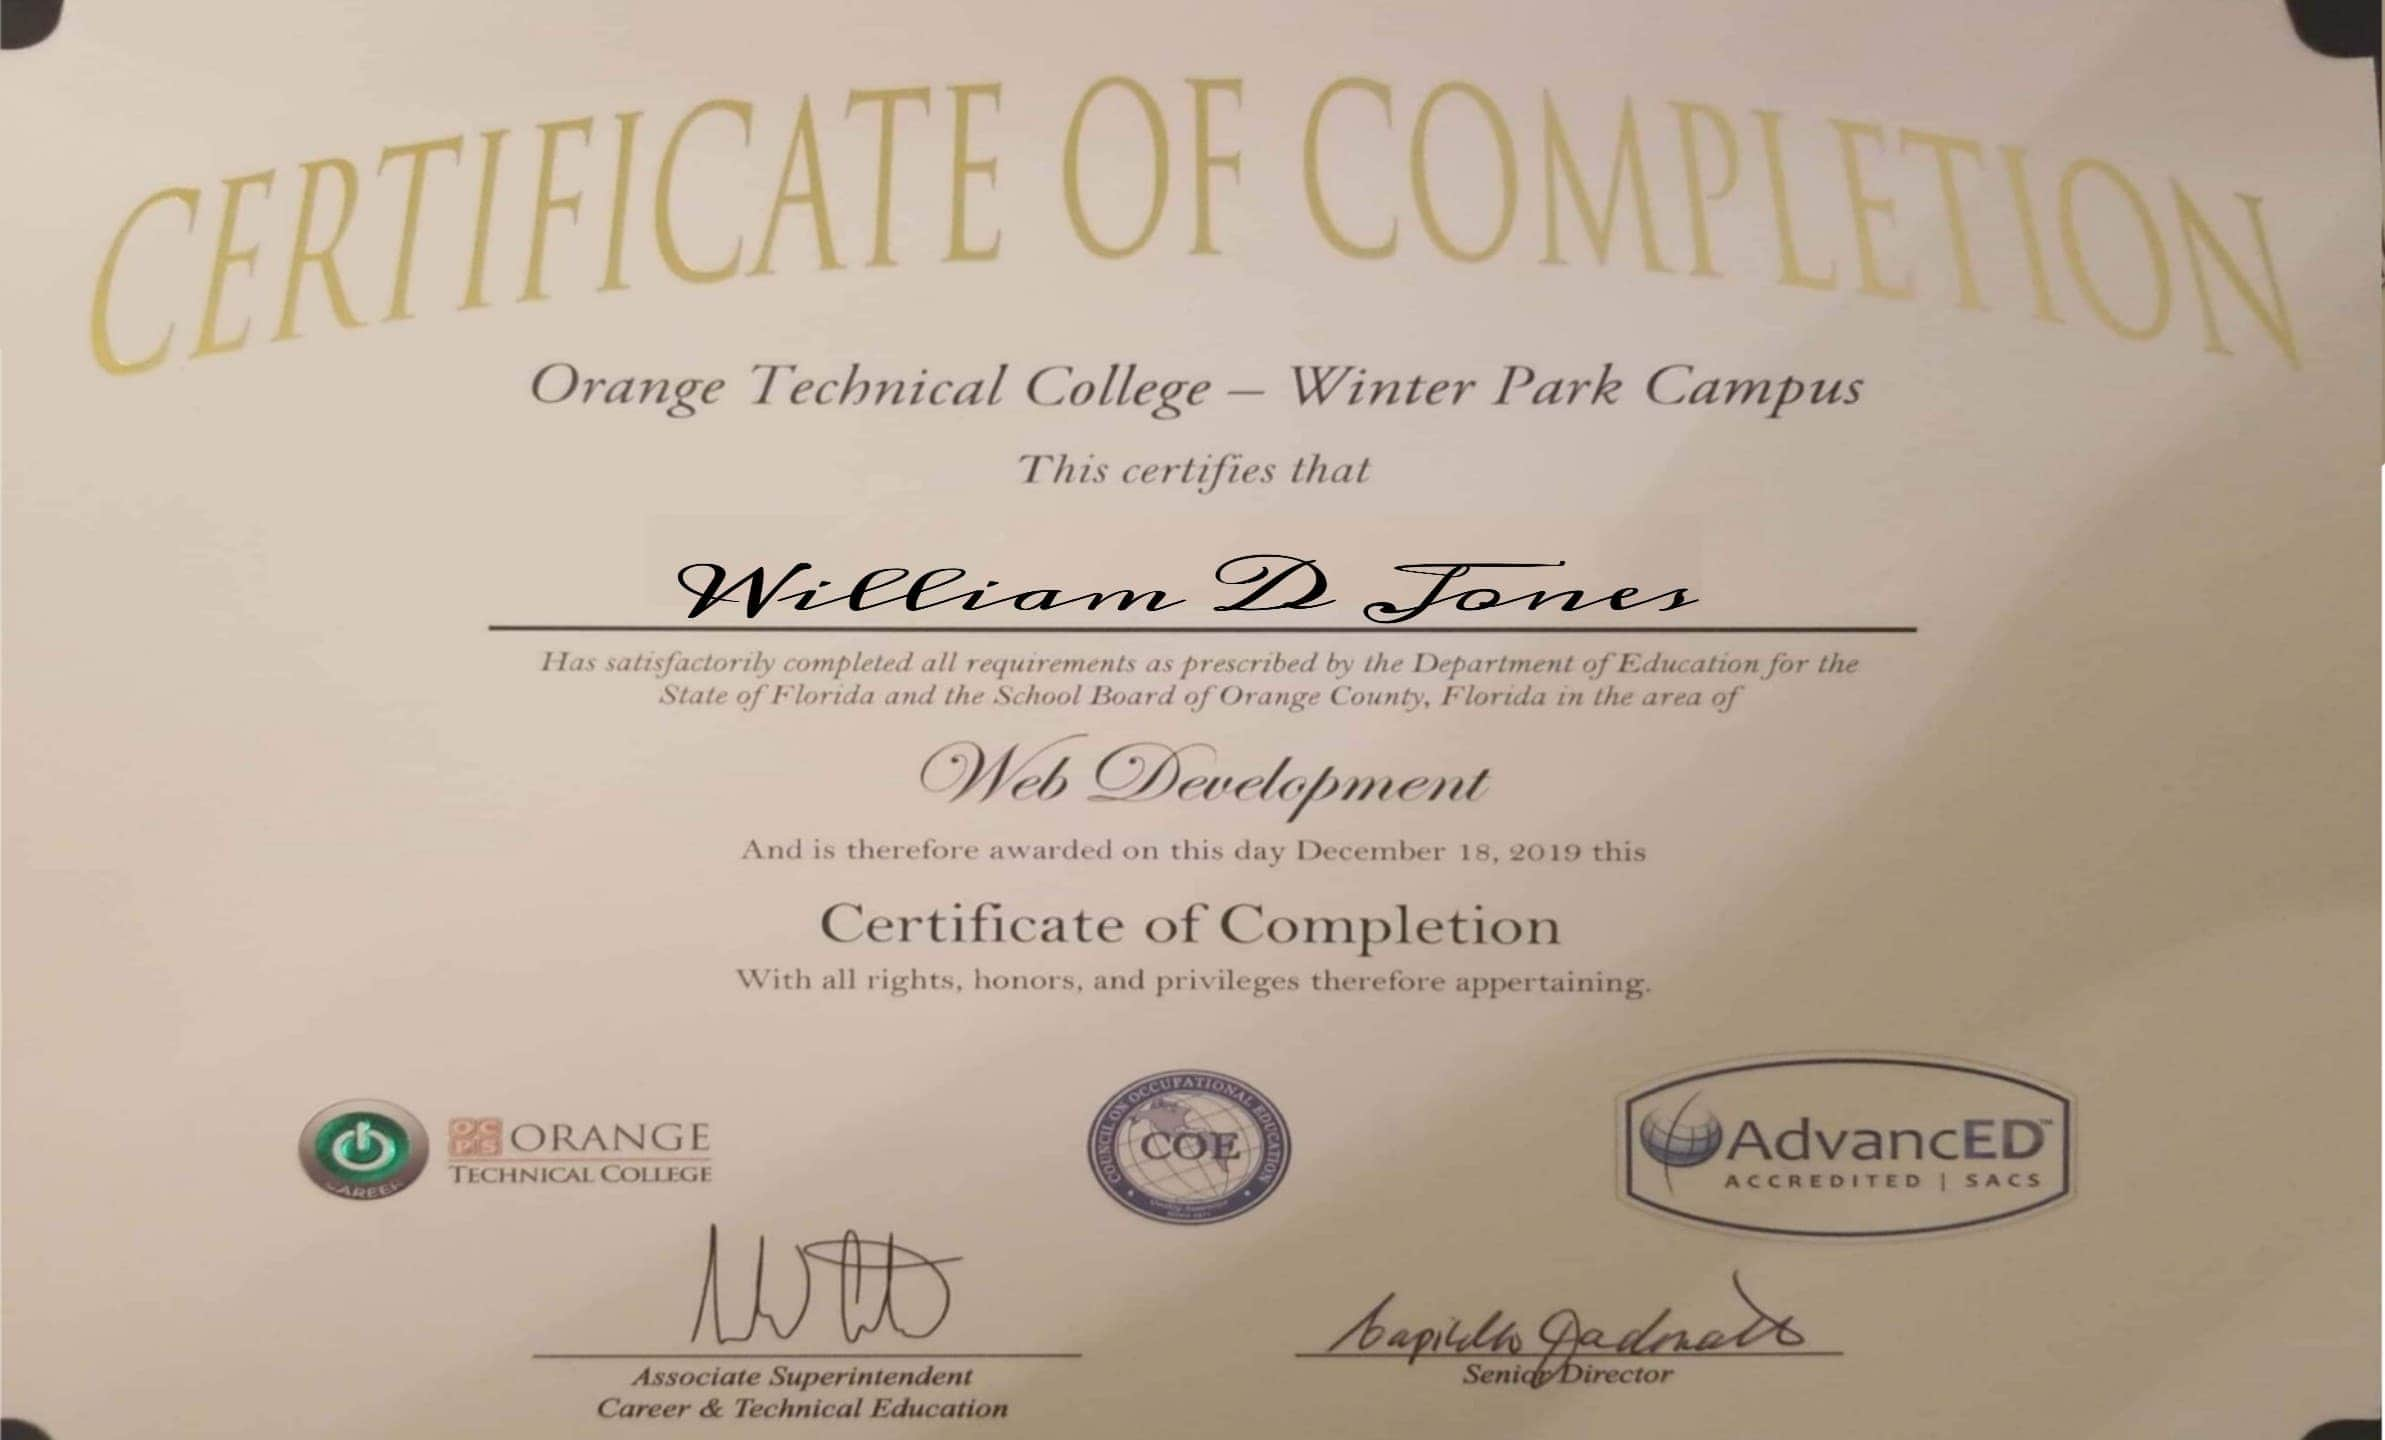 CERTIFICATE OF COMPLETION
Orange Technical College – Winter Park Campus
This certifies that
William D Jones
Has satisfactorily completed all requirements as prescribed by the Department of Education for the
State of Florida and the School Board of Orange County, Florida in the area of
Web Development
And is therefore awarded on this day December 18, 2019 this
Certificate of Completion
With all rights, honors, and privileges therefore appertaining.
CAREER
OCPS ORANGE
TECHNICAL COLLEGE
COUNCIL ON OCCUPATIONAL EDUCATION
COE
AdvancED™
ACCREDITED | SACS
Associate Superintendent
Career & Technical Education
Senior Director